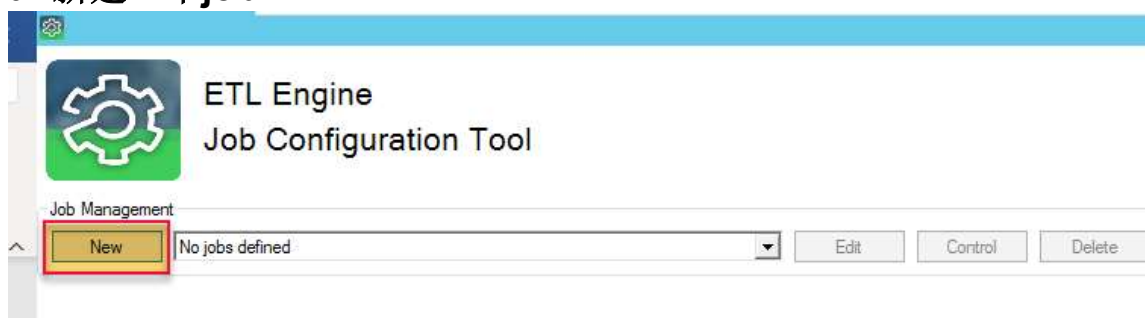 ETL Engine
Job Configuration Tool
Job Management
New No jobs defined Edit Control Delete